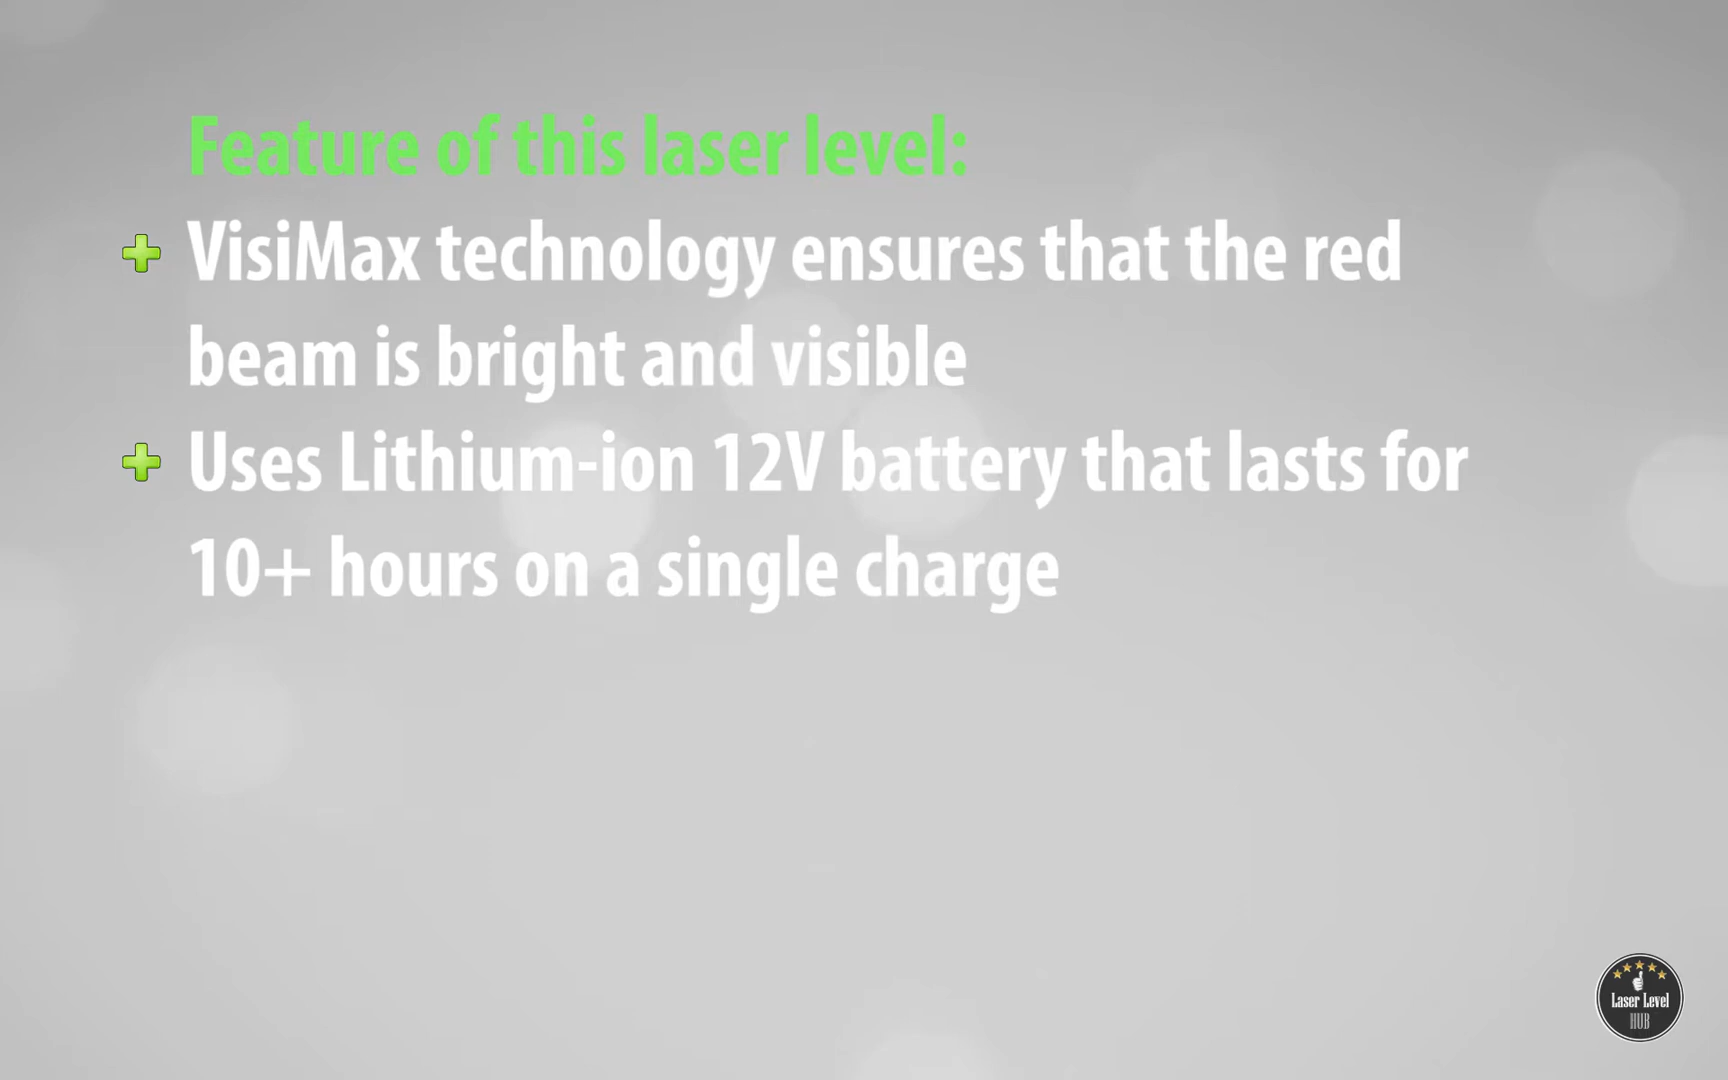 Feature of this laser level:
VisiMax technology ensures that the red
beam is bright and visible
Uses Lithium-ion 12V battery that lasts for
10+ hours on a single charge
Laser Level
HUB